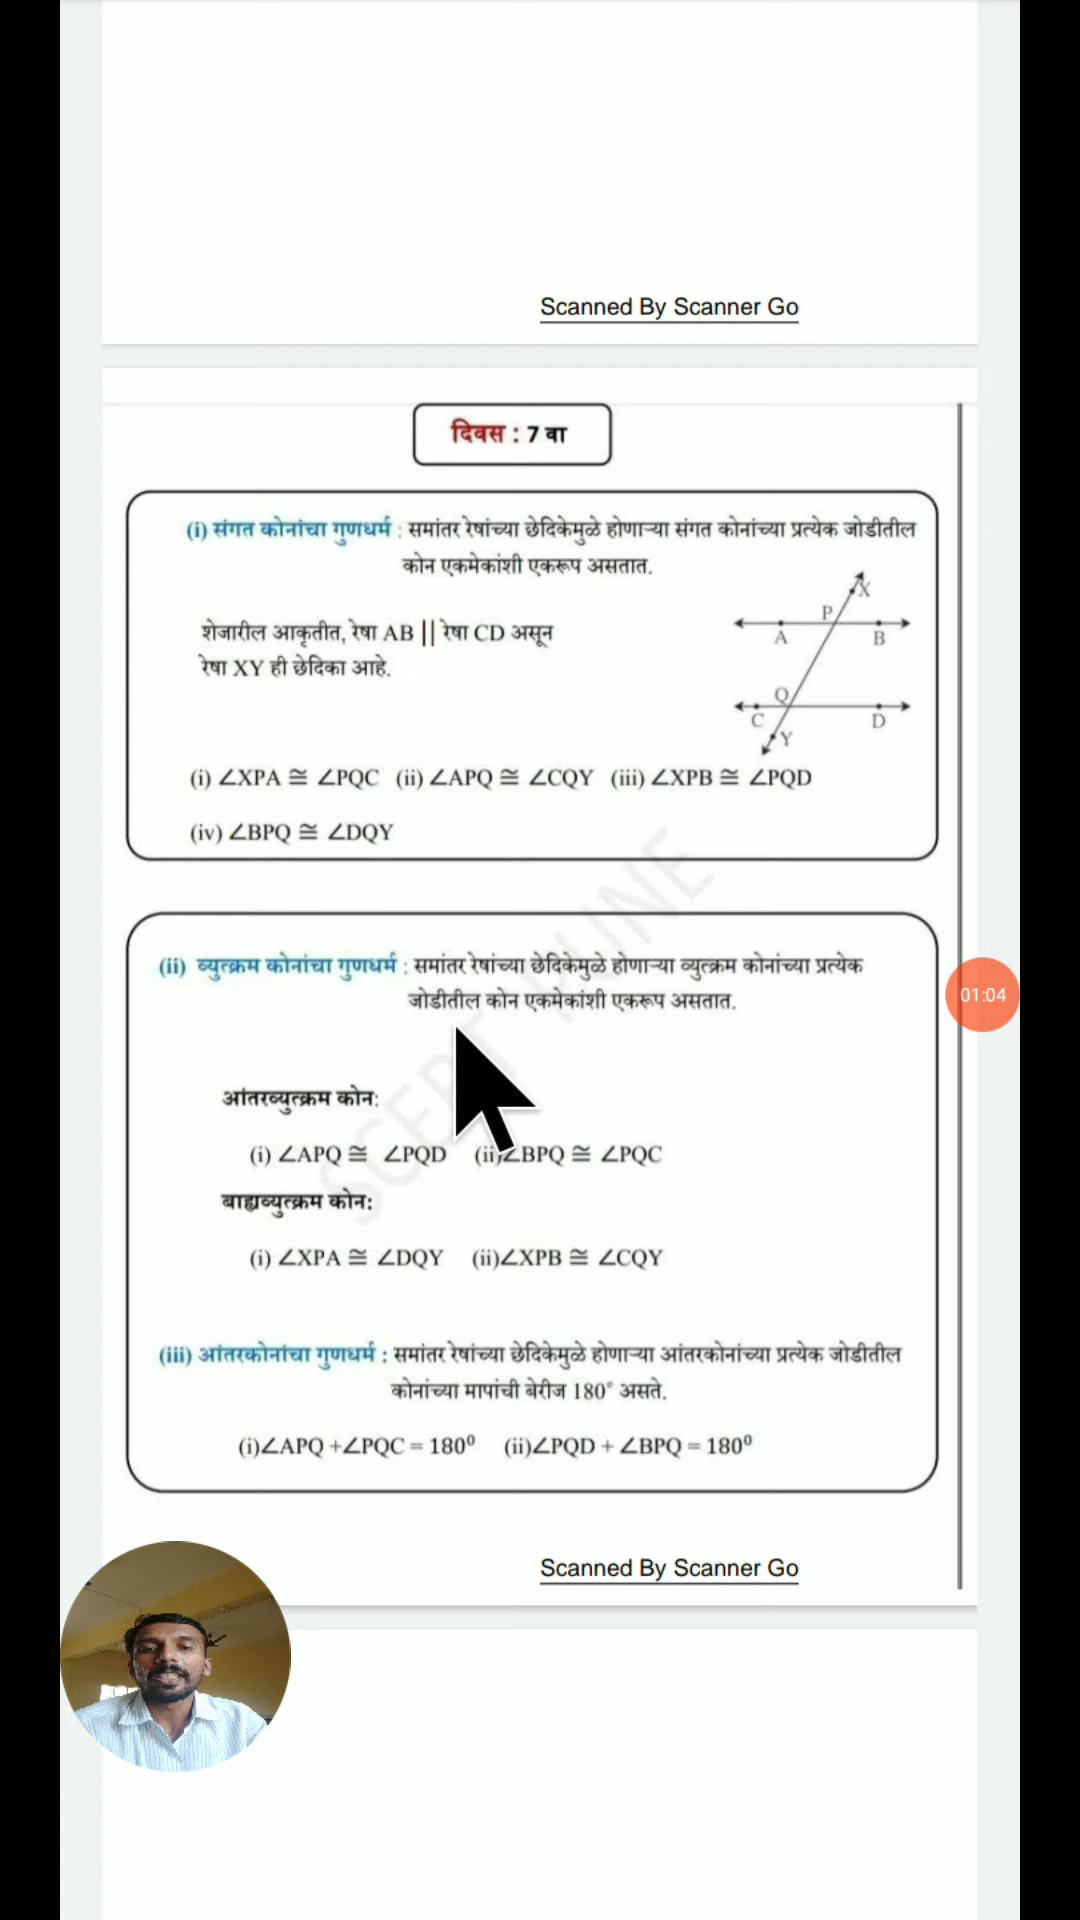 Scanned By Scanner Go
दिवस : 7 वा
(i) संगत कोनांचा गुणधर्म : समांतर रेषांच्या छेदिकेमुळे होणाऱ्या संगत कोनांच्या प्रत्येक जोडीतील
कोन एकमेकांशी एकरूप असतात.
शेजारील आकृतीत, रेषा AB || रेषा CD असून
रेषा XY ही छेदिका आहे.
X
P
A
B
Q
C
D
Y
(i) ∠XPA ≅ ∠PQC (ii) ∠APQ ≅ ∠CQY (iii) ∠XPB ≅ ∠PQD
(iv) ∠BPQ ≅ ∠DQY
SCERT PUNE
(ii) व्युत्क्रम कोनांचा गुणधर्म : समांतर रेषांच्या छेदिकेमुळे होणाऱ्या व्युत्क्रम कोनांच्या प्रत्येक
जोडीतील कोन एकमेकांशी एकरूप असतात.
01:04
आंतरव्युत्क्रम कोन:
(i) ∠APQ ≅ ∠PQD (ii)∠BPQ ≅ ∠PQC
बाह्यव्युत्क्रम कोन:
(i) ∠XPA ≅ ∠DQY (ii)∠XPB ≅ ∠CQY
(iii) आंतरकोनांचा गुणधर्म : समांतर रेषांच्या छेदिकेमुळे होणाऱ्या आंतरकोनांच्या प्रत्येक जोडीतील
कोनांच्या मापांची बेरीज 180° असते.
(i)∠APQ +∠PQC = 180⁰ (ii)∠PQD + ∠BPQ = 180⁰
Scanned By Scanner Go